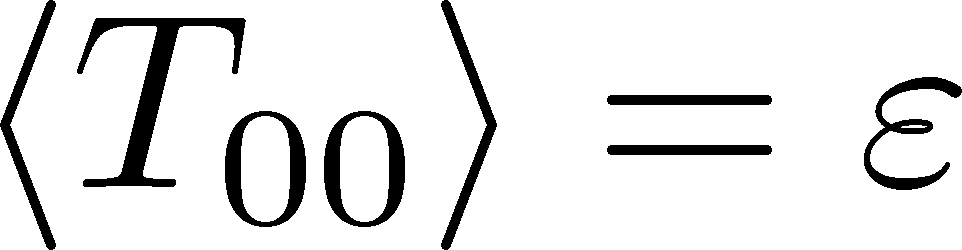 ⟨T₀₀⟩ = ε